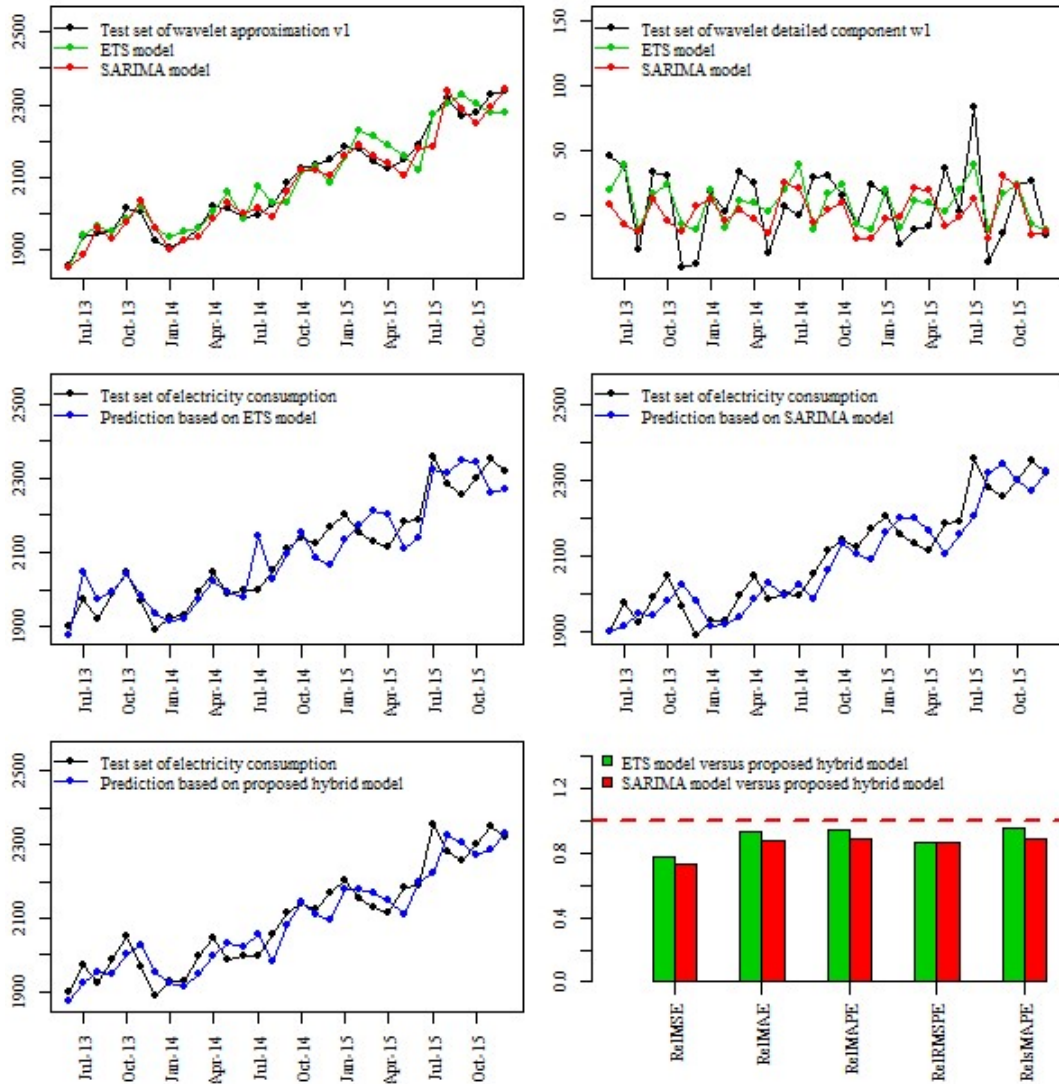 Test set of wavelet approximation v1
ETS model
SARIMA model
2500
2300
2100
1900
Jul-13
Oct-13
Jan-14
Apr-14
Jul-14
Oct-14
Jan-15
Apr-15
Jul-15
Oct-15
Test set of wavelet detailed component w1
ETS model
SARIMA model
150
100
50
0
Jul-13
Oct-13
Jan-14
Apr-14
Jul-14
Oct-14
Jan-15
Apr-15
Jul-15
Oct-15
Test set of electricity consumption
Prediction based on ETS model
2500
2300
2100
1900
Jul-13
Oct-13
Jan-14
Apr-14
Jul-14
Oct-14
Jan-15
Apr-15
Jul-15
Oct-15
Test set of electricity consumption
Prediction based on SARIMA model
2500
2300
2100
1900
Jul-13
Oct-13
Jan-14
Apr-14
Jul-14
Oct-14
Jan-15
Apr-15
Jul-15
Oct-15
Test set of electricity consumption
Prediction based on proposed hybrid model
2500
2300
2100
1900
Jul-13
Oct-13
Jan-14
Apr-14
Jul-14
Oct-14
Jan-15
Apr-15
Jul-15
Oct-15
ETS model versus proposed hybrid model
SARIMA model versus proposed hybrid model
1.2
0.8
0.4
0.0
RelMSE
RelMAE
RelMAPE
RelRMSPE
RelsMAPE